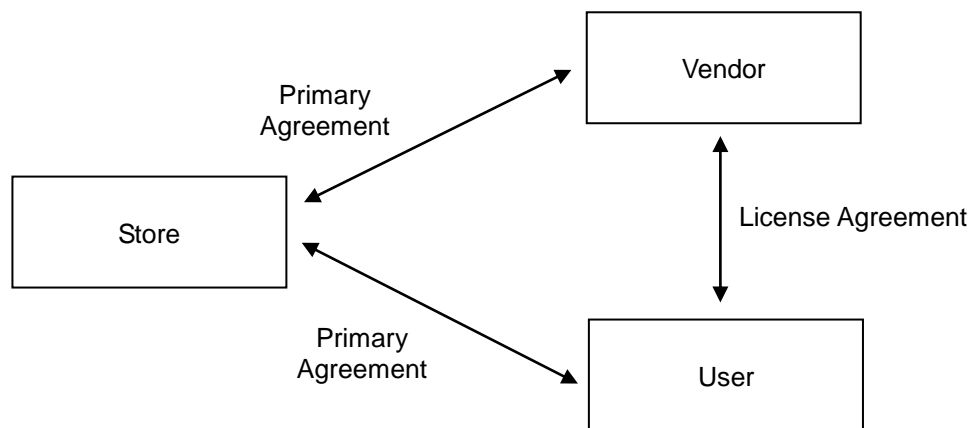 Vendor
Primary
Agreement
Store
License Agreement
Primary
Agreement
User